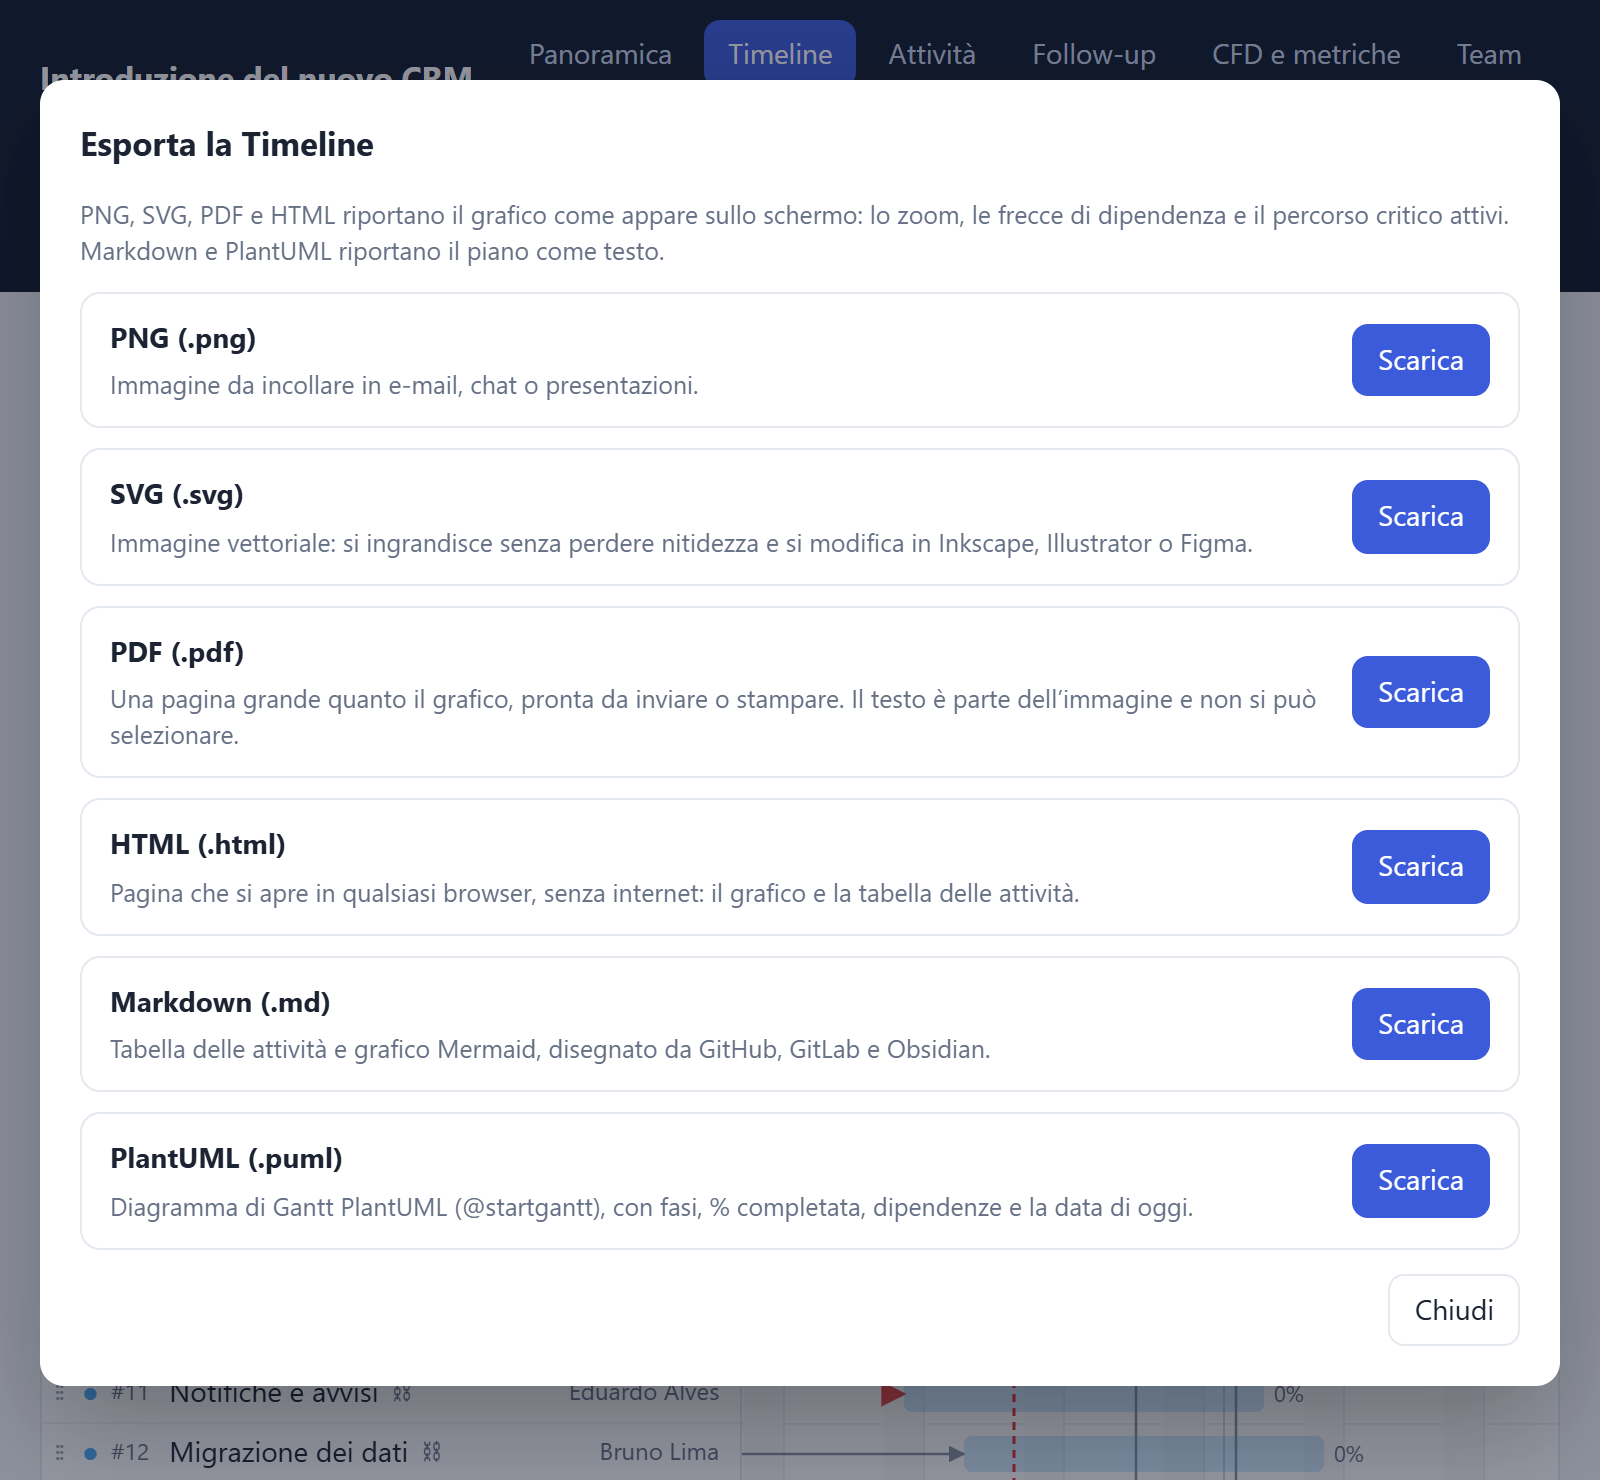 Panoramica Timeline Attività Follow-up CFD e metriche Team
Introduzione del nuovo CRM
Esporta la Timeline
PNG, SVG, PDF e HTML riportano il grafico come appare sullo schermo: lo zoom, le frecce di dipendenza e il percorso critico attivi.
Markdown e PlantUML riportano il piano come testo.
PNG (.png)
Immagine da incollare in e-mail, chat o presentazioni.
Scarica
SVG (.svg)
Immagine vettoriale: si ingrandisce senza perdere nitidezza e si modifica in Inkscape, Illustrator o Figma.
Scarica
PDF (.pdf)
Una pagina grande quanto il grafico, pronta da inviare o stampare. Il testo è parte dell’immagine e non si può
selezionare.
Scarica
HTML (.html)
Pagina che si apre in qualsiasi browser, senza internet: il grafico e la tabella delle attività.
Scarica
Markdown (.md)
Tabella delle attività e grafico Mermaid, disegnato da GitHub, GitLab e Obsidian.
Scarica
PlantUML (.puml)
Diagramma di Gantt PlantUML (@startgantt), con fasi, % completata, dipendenze e la data di oggi.
Scarica
Chiudi
#11 Notifiche e avvisi Eduardo Alves 0%
#12 Migrazione dei dati Bruno Lima 0%